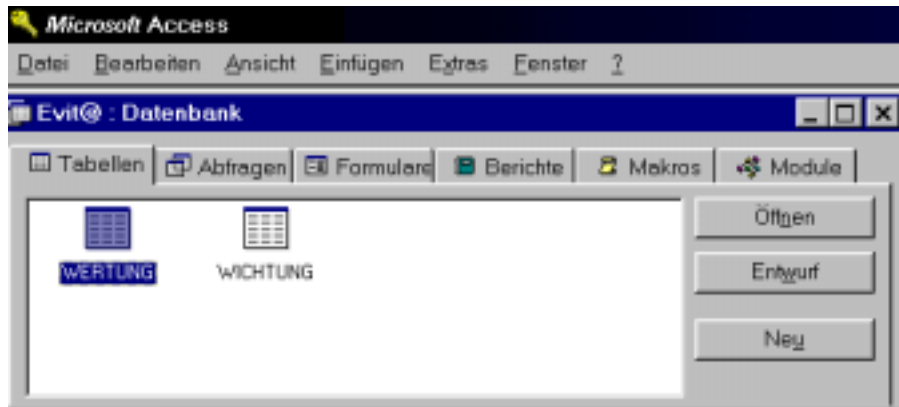 Microsoft Access
Datei Bearbeiten Ansicht Einfügen Extras Fenster ?
Evit@ : Datenbank
Tabellen Abfragen Formulare Berichte Makros Module
WERTUNG WICHTUNG
Öffnen
Entwurf
Neu